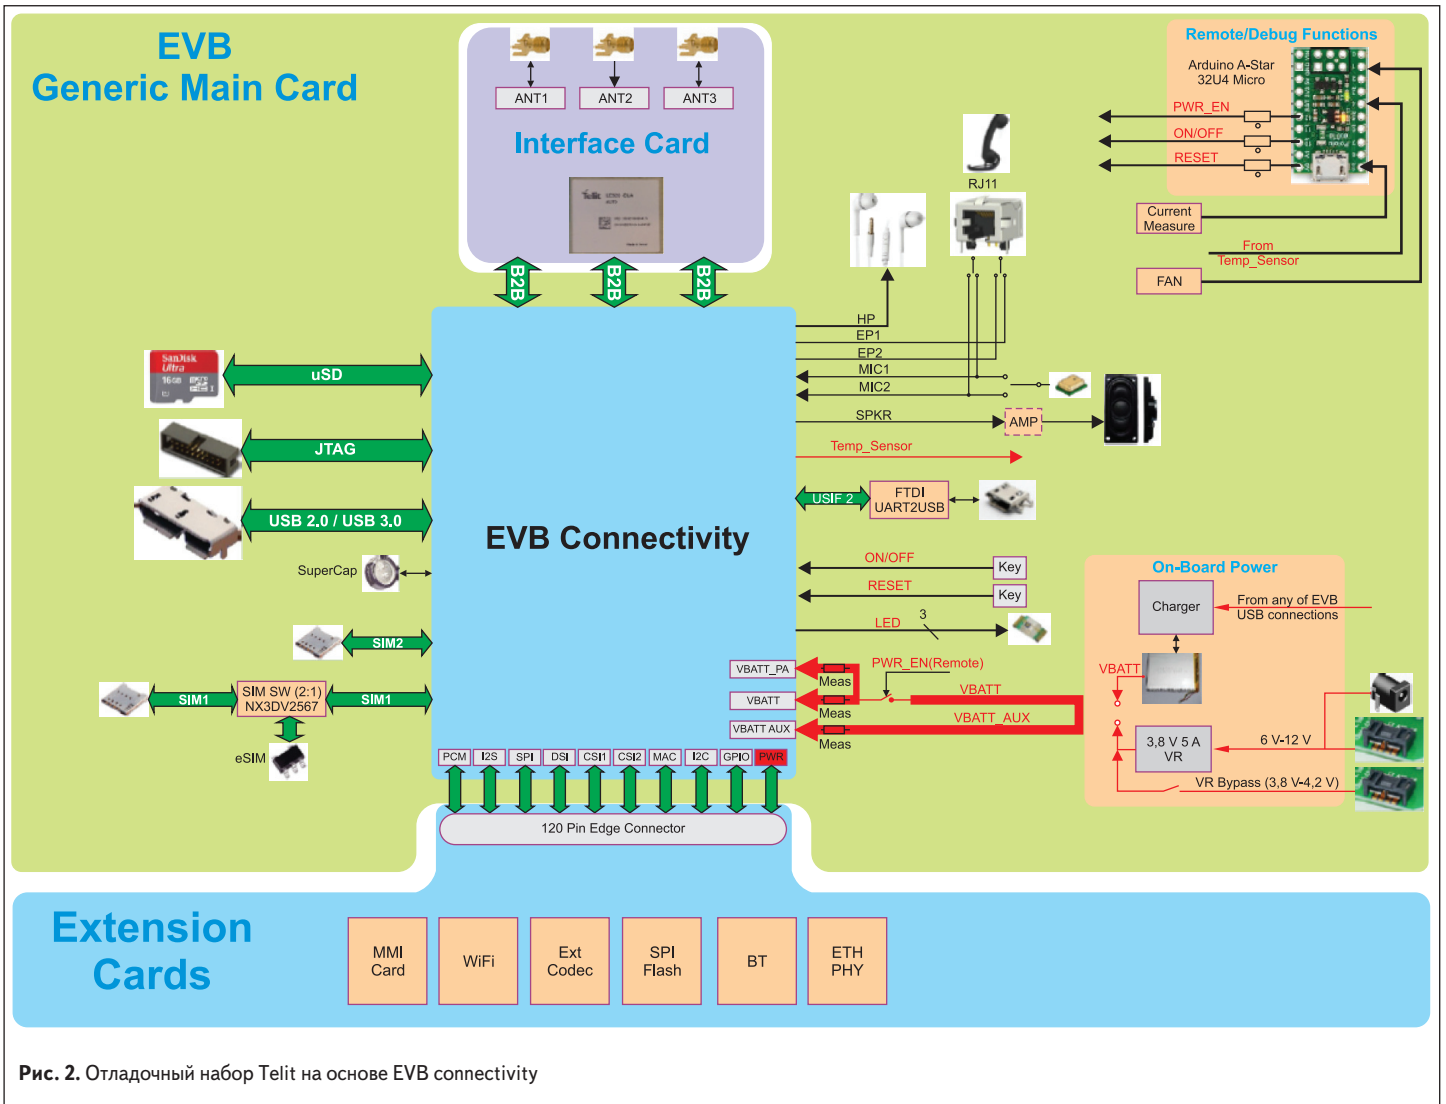 EVB
Generic Main Card
ANT1
ANT2
ANT3
Interface Card
Telit
B2B
B2B
B2B
Remote/Debug Functions
Arduino A-Star
32U4 Micro
PWR_EN
ON/OFF
RESET
Current
Measure
From
Temp_Sensor
FAN
RJ11
HP
EP1
EP2
MIC1
MIC2
SPKR
AMP
Temp_Sensor
USIF 2
FTDI
UART2USB
ON/OFF
Key
RESET
Key
LED
3
SanDisk
Ultra
16GB
uSD
JTAG
USB 2.0 / USB 3.0
SuperCap
SIM2
SIM1
SIM SW (2:1)
NX3DV2567
SIM1
eSIM
EVB Connectivity
VBATT_PA
VBATT
VBATT AUX
Meas
Meas
Meas
PWR_EN(Remote)
VBATT
VBATT_AUX
On-Board Power
Charger
From any of EVB
USB connections
VBATT
3,8 V 5 A
VR
6 V-12 V
VR Bypass (3,8 V-4,2 V)
PCM
I2S
SPI
DSI
CSI1
CSI2
MAC
I2C
GPIO
PWR
120 Pin Edge Connector
Extension
Cards
MMI
Card
WiFi
Ext
Codec
SPI
Flash
BT
ETH
PHY
Рис. 2. Отладочный набор Telit на основе EVB connectivity